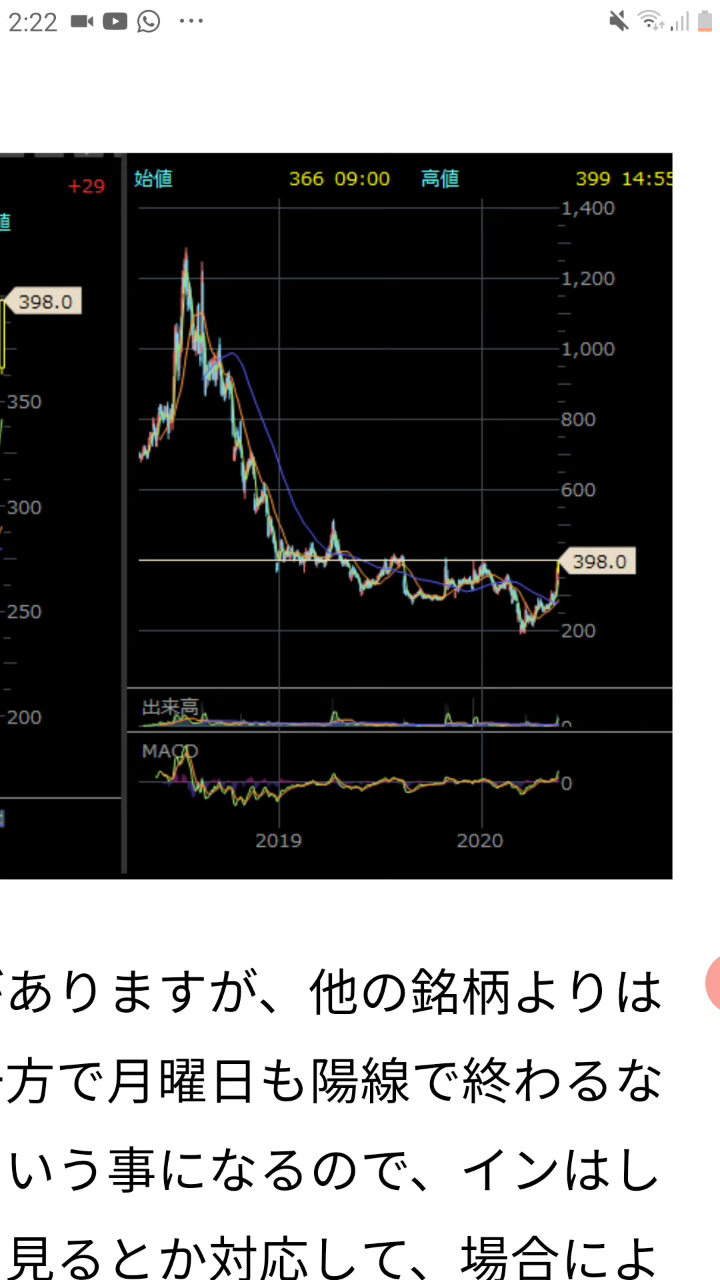 2:22
+29
始値 366 09:00 高値 399 14:55
値
1,400
1,200
398.0
1,000
350
800
300
600
398.0
250
200
200
出来高
0
MACD
0
2019 2020
がありますが、他の銘柄よりは
方で月曜日も陽線で終わるな
いう事になるので、インはし
見るとか対応して、場合によ